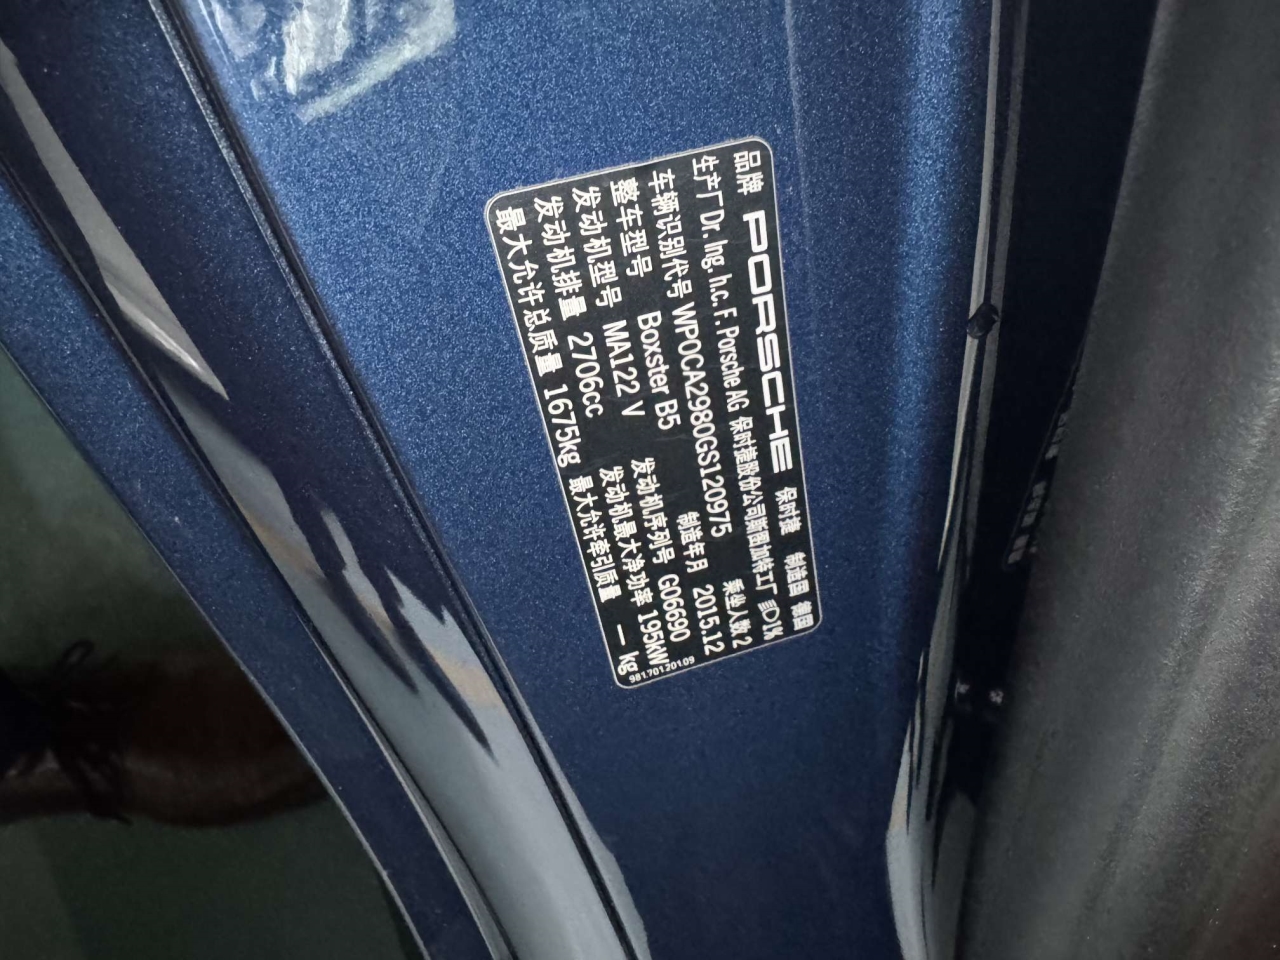 品牌 PORSCHE 保时捷 制造国 德国
生产厂 Dr. Ing. h.c. F. Porsche AG 保时捷股份公司斯图加特工厂
车辆识别代号 WP0CA2980GS120975 乘坐人数 2
整车型号 Boxster B5 制造年月 2015.12
发动机型号 MA122 V 发动机序列号 G06690
发动机排量 2706cc 发动机最大净功率 195kW
最大允许总质量 1675kg 最大允许牵引质量 — kg
981.701.201.09